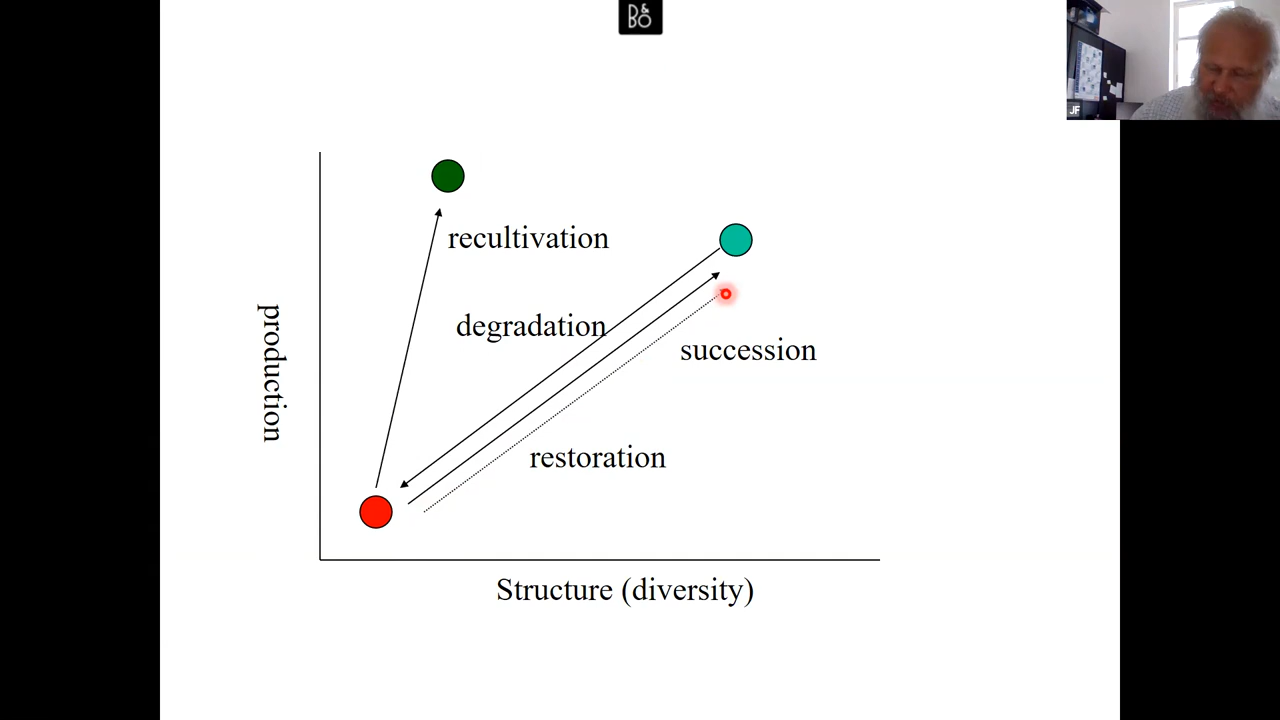 B&O
JF
recultivation
degradation
succession
restoration
production
Structure (diversity)